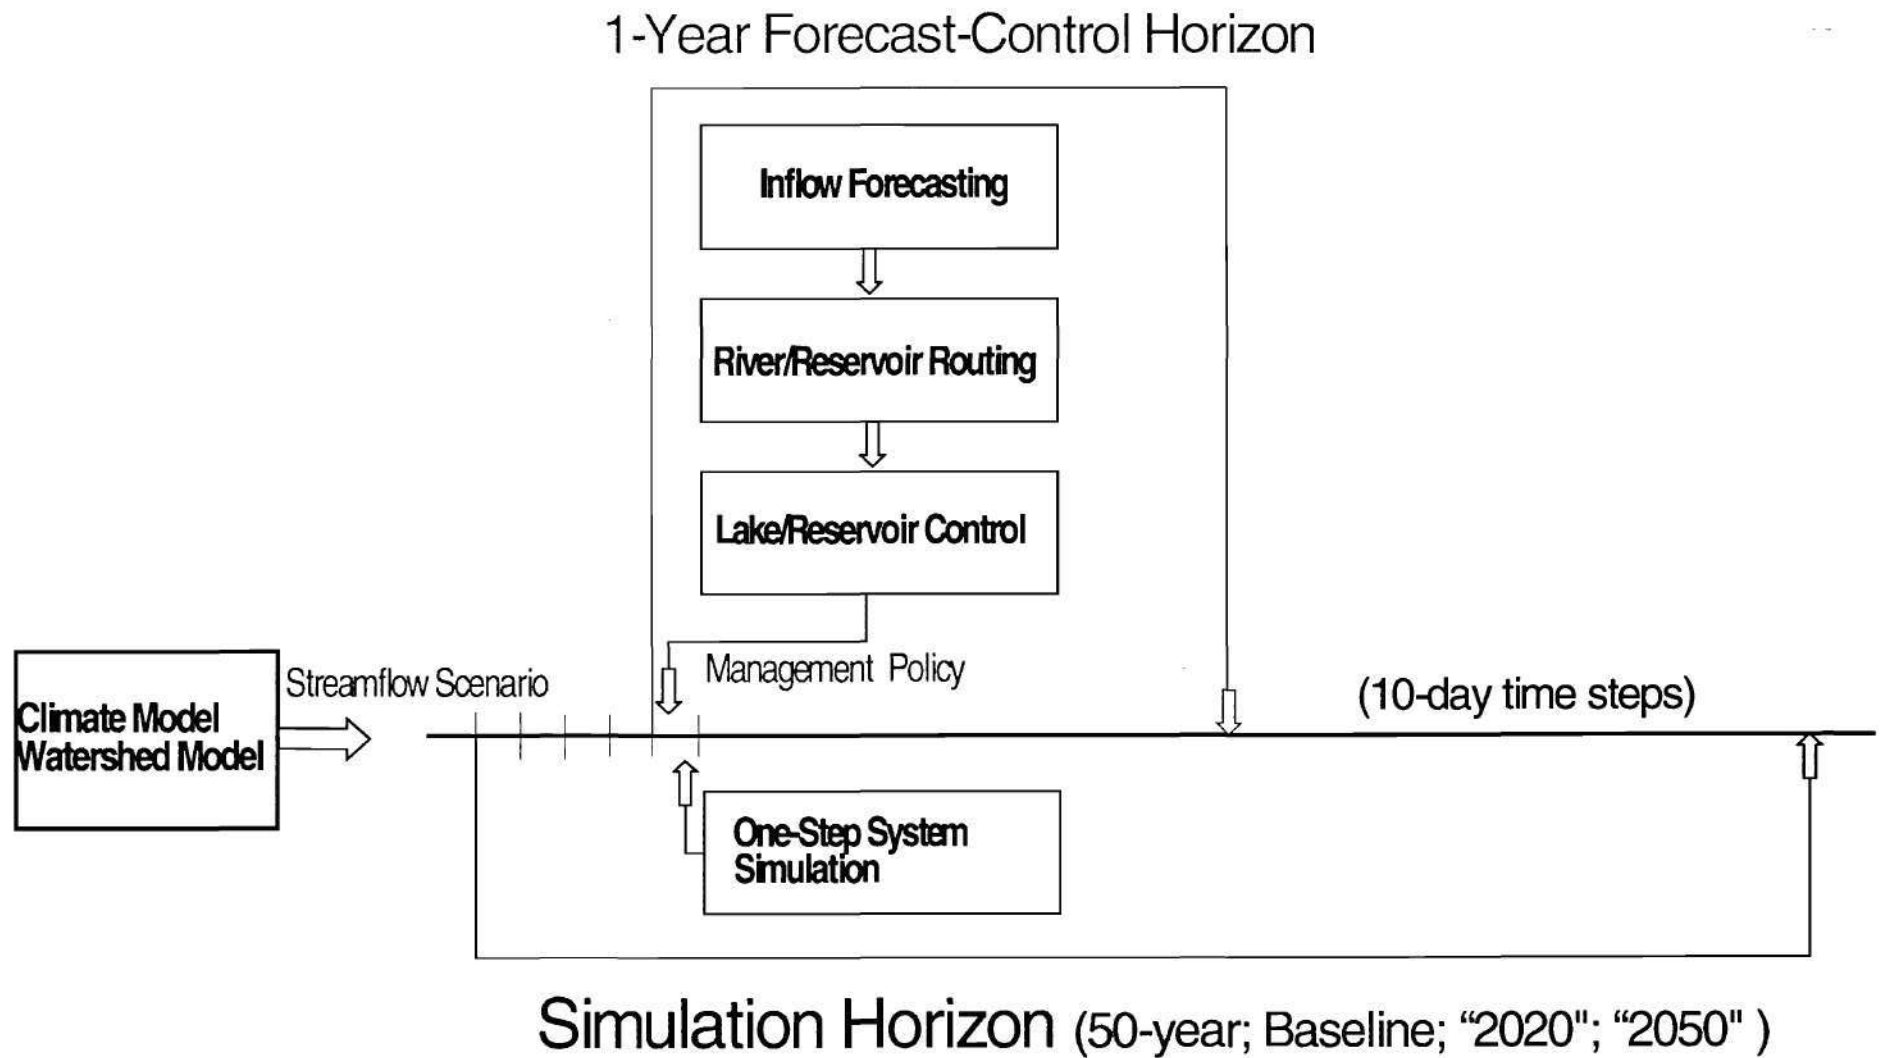 1-Year Forecast-Control Horizon
Inflow Forecasting
River/Reservoir Routing
Lake/Reservoir Control
Management Policy
Streamflow Scenario
Climate Model
Watershed Model
(10-day time steps)
One-Step System
Simulation
Simulation Horizon (50-year; Baseline; “2020"; “2050" )